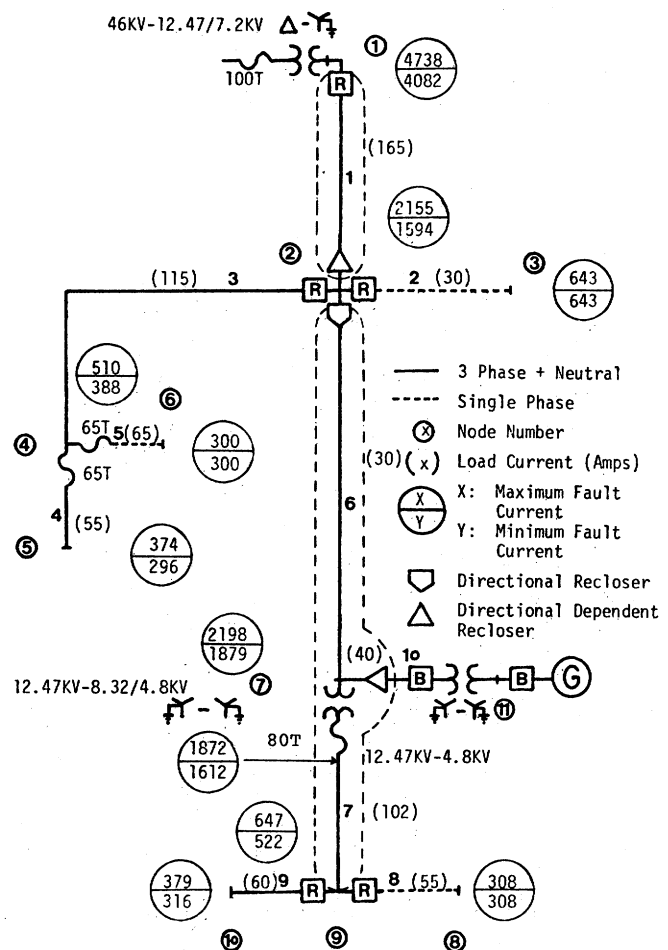 46KV-12.47/7.2KV
1
4738
4082
100T
R
(165)
1
2155
1594
2
3
(115) 3
R
R
2 (30)
643
643
510
388
6
4
65T
5(65)
65T
300
300
4
(55)
5
374
296
3 Phase + Neutral
Single Phase
X Node Number
(30)
(x) Load Current (Amps)
X
Y
X: Maximum Fault
Current
Y: Minimum Fault
Current
Directional Recloser
Directional Dependent
Recloser
6
2198
1879
(40)
10
B
B
G
12.47KV-8.32/4.8KV
7
11
1872
1612
80T
12.47KV-4.8KV
7
(102)
647
522
379
316
(60)9
R
R
8 (55)
308
308
10
9
8